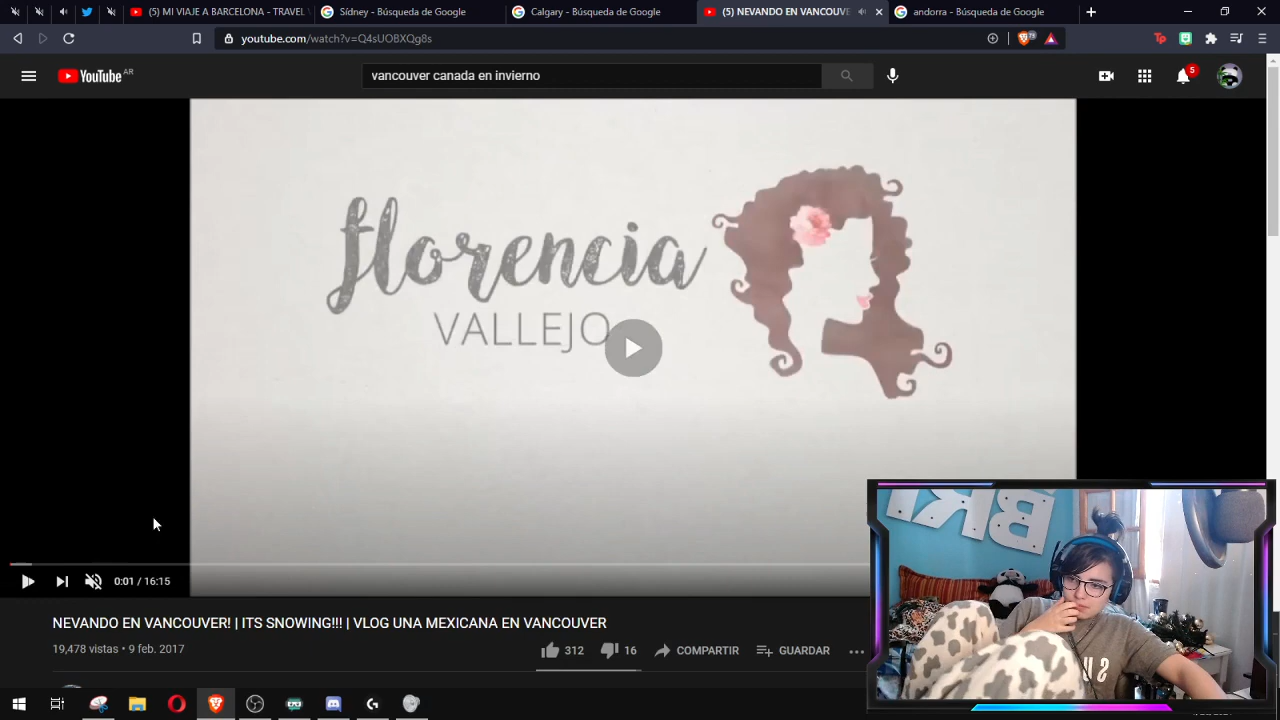 (5) MI VIAJE A BARCELONA - TRAVEL
Sídney - Búsqueda de Google
Calgary - Búsqueda de Google
(5) NEVANDO EN VANCOUVE
andorra - Búsqueda de Google
youtube.com/watch?v=Q4sUOBXQg8s
YouTube AR
vancouver canada en invierno
5
florencia
VALLEJO
0:01 / 16:15
NEVANDO EN VANCOUVER! | ITS SNOWING!!! | VLOG UNA MEXICANA EN VANCOUVER
19,478 vistas • 9 feb. 2017
312
16
COMPARTIR
GUARDAR